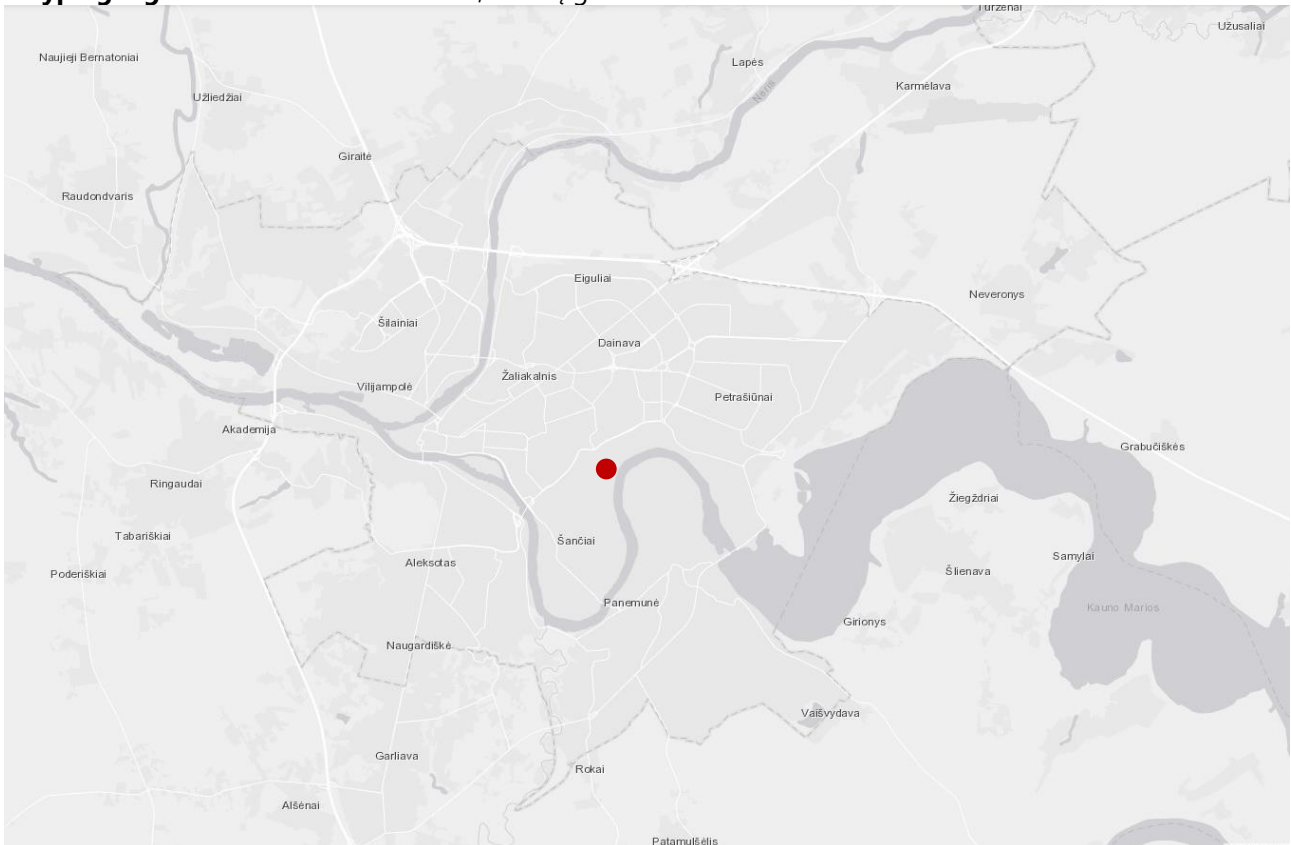 Turžėnai
Užusaliai
Naujieji Bernatoniai
Lapės
Karmėlava
Užliedžiai
Neris
Giraitė
Raudondvaris
Eiguliai
Neveronys
Šilainiai
Dainava
Žaliakalnis
Vilijampolė
Petrašiūnai
Akademija
Grabučiškės
Ringaudai
Žiegždriai
Tabariškiai
Šančiai
Samylai
Aleksotas
Poderiškiai
Šlienava
Panemunė
Kauno Marios
Girionys
Naugardiškė
Vaišvydava
Garliava
Rokai
Alšėnai
Patamulšėlis